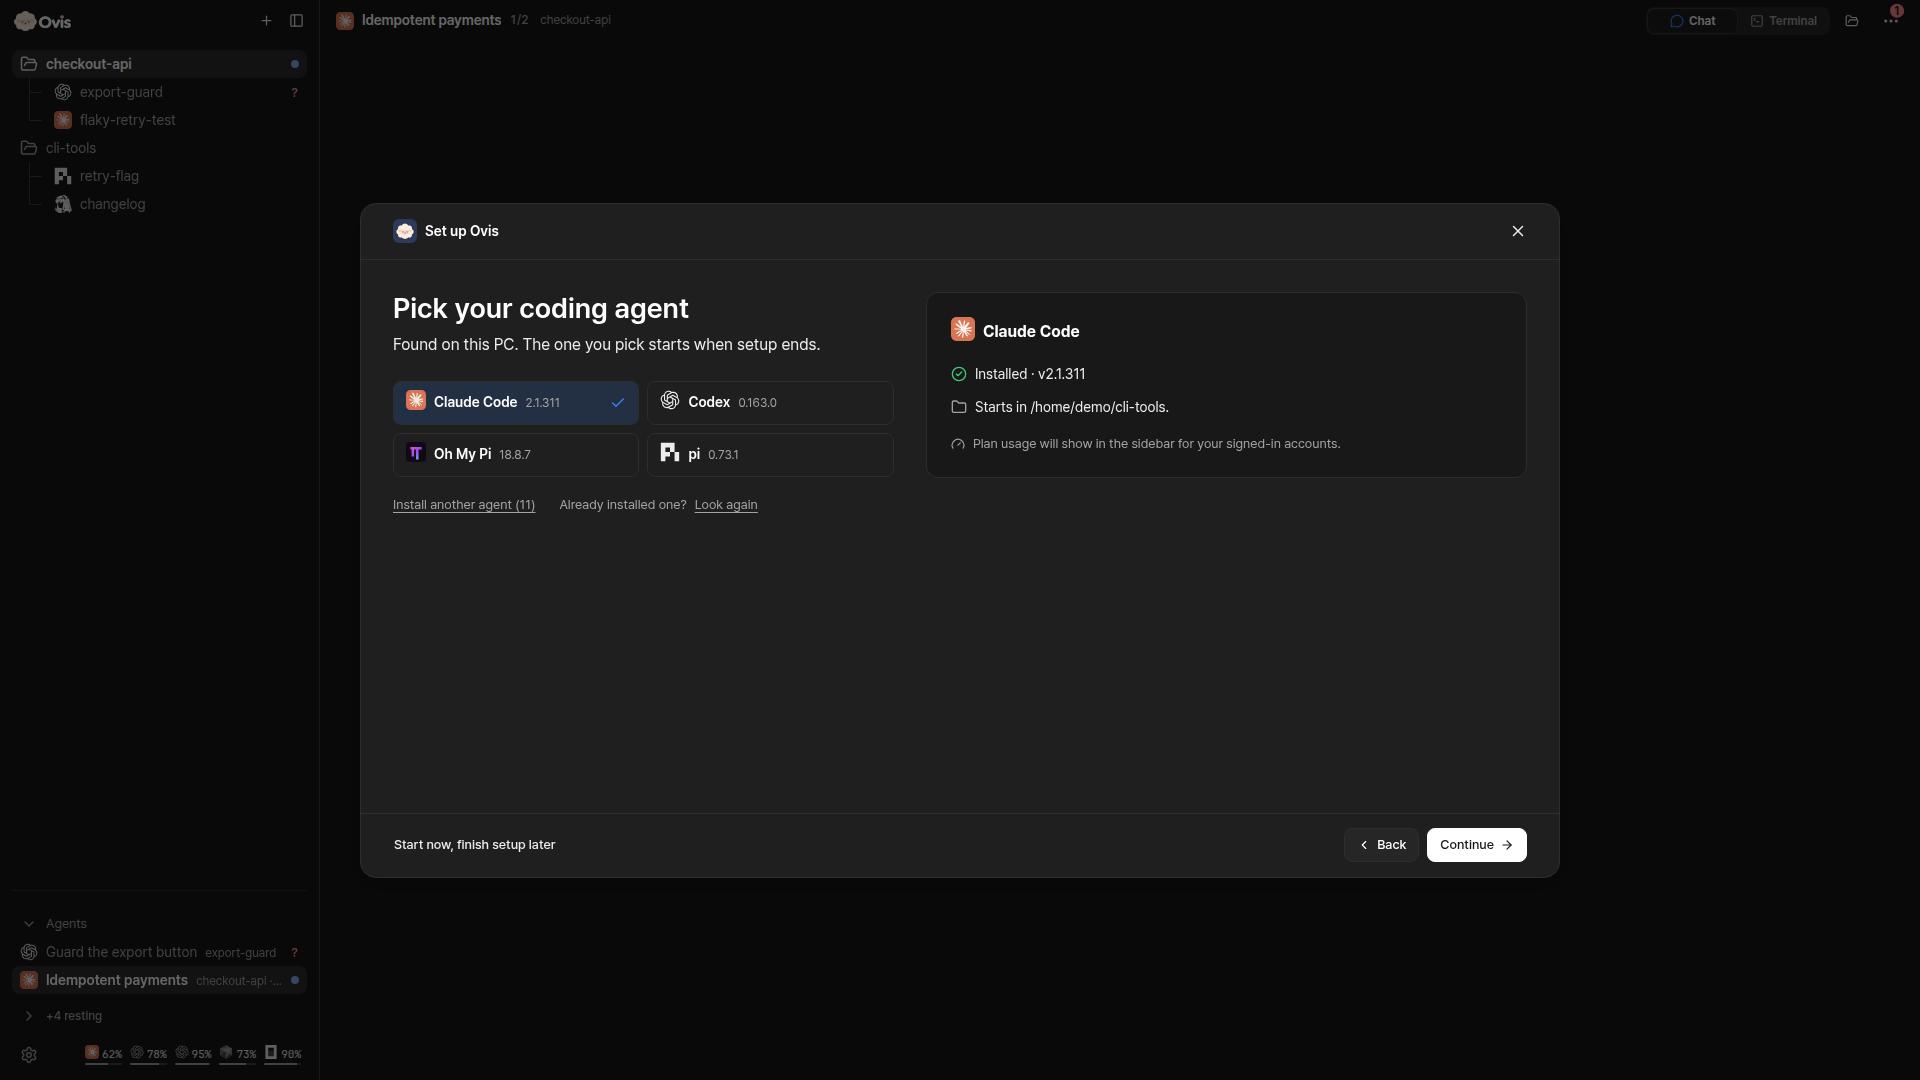 Ovis
checkout-api
export-guard ?
flaky-retry-test
cli-tools
retry-flag
changelog
Idempotent payments 1/2 checkout-api
Chat
Terminal
1
Set up Ovis
Pick your coding agent
Found on this PC. The one you pick starts when setup ends.
Claude Code 2.1.311
Codex 0.163.0
Oh My Pi 18.8.7
pi 0.73.1
Install another agent (11) Already installed one? Look again
Claude Code
Installed · v2.1.311
Starts in /home/demo/cli-tools.
Plan usage will show in the sidebar for your signed-in accounts.
Start now, finish setup later
Back
Continue
Agents
Guard the export button export-guard ?
Idempotent payments checkout-api ·...
+4 resting
62% 78% 95% 73% 90%